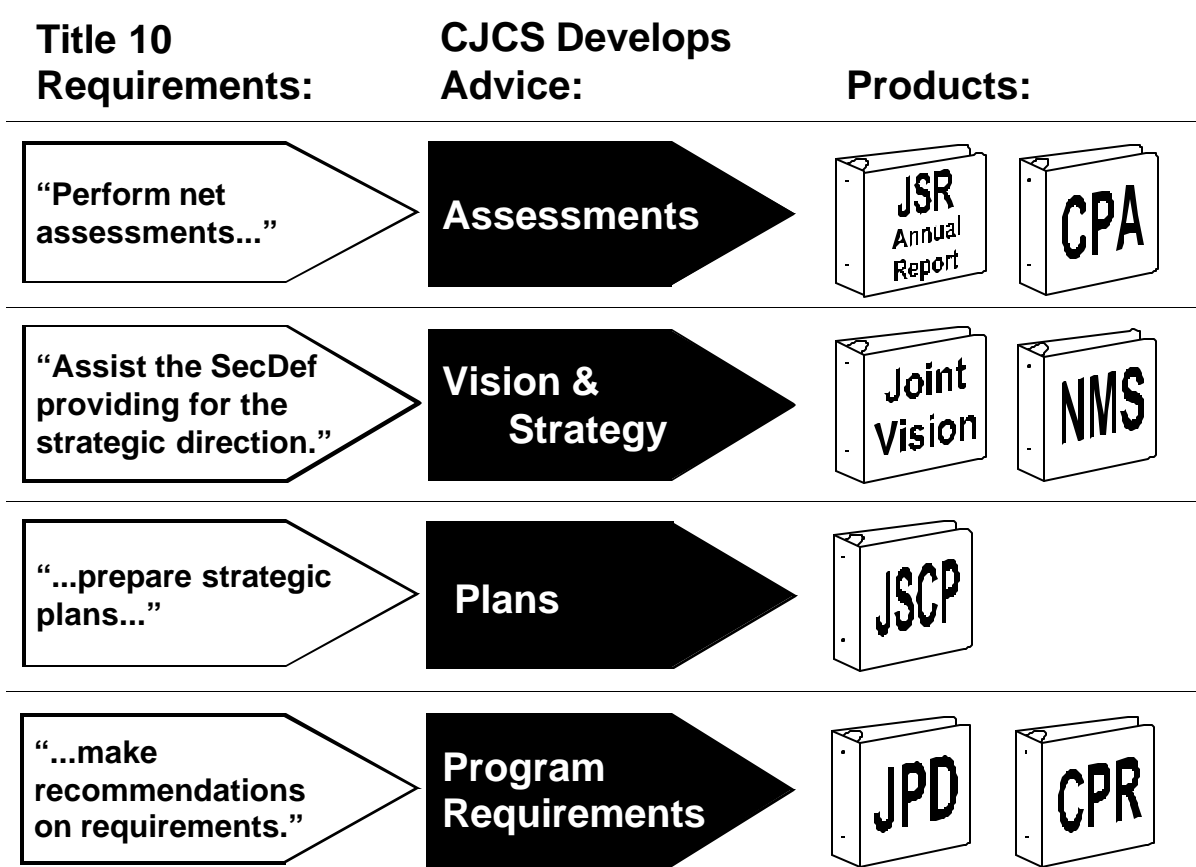 Title 10
Requirements:
CJCS Develops
Advice:
Products:
“Perform net
assessments...”
Assessments
JSR
Annual
Report
CPA
“Assist the SecDef
providing for the
strategic direction.”
Vision &
Strategy
Joint
Vision
NMS
“...prepare strategic
plans...”
Plans
JSCP
“...make
recommendations
on requirements.”
Program
Requirements
JPD
CPR